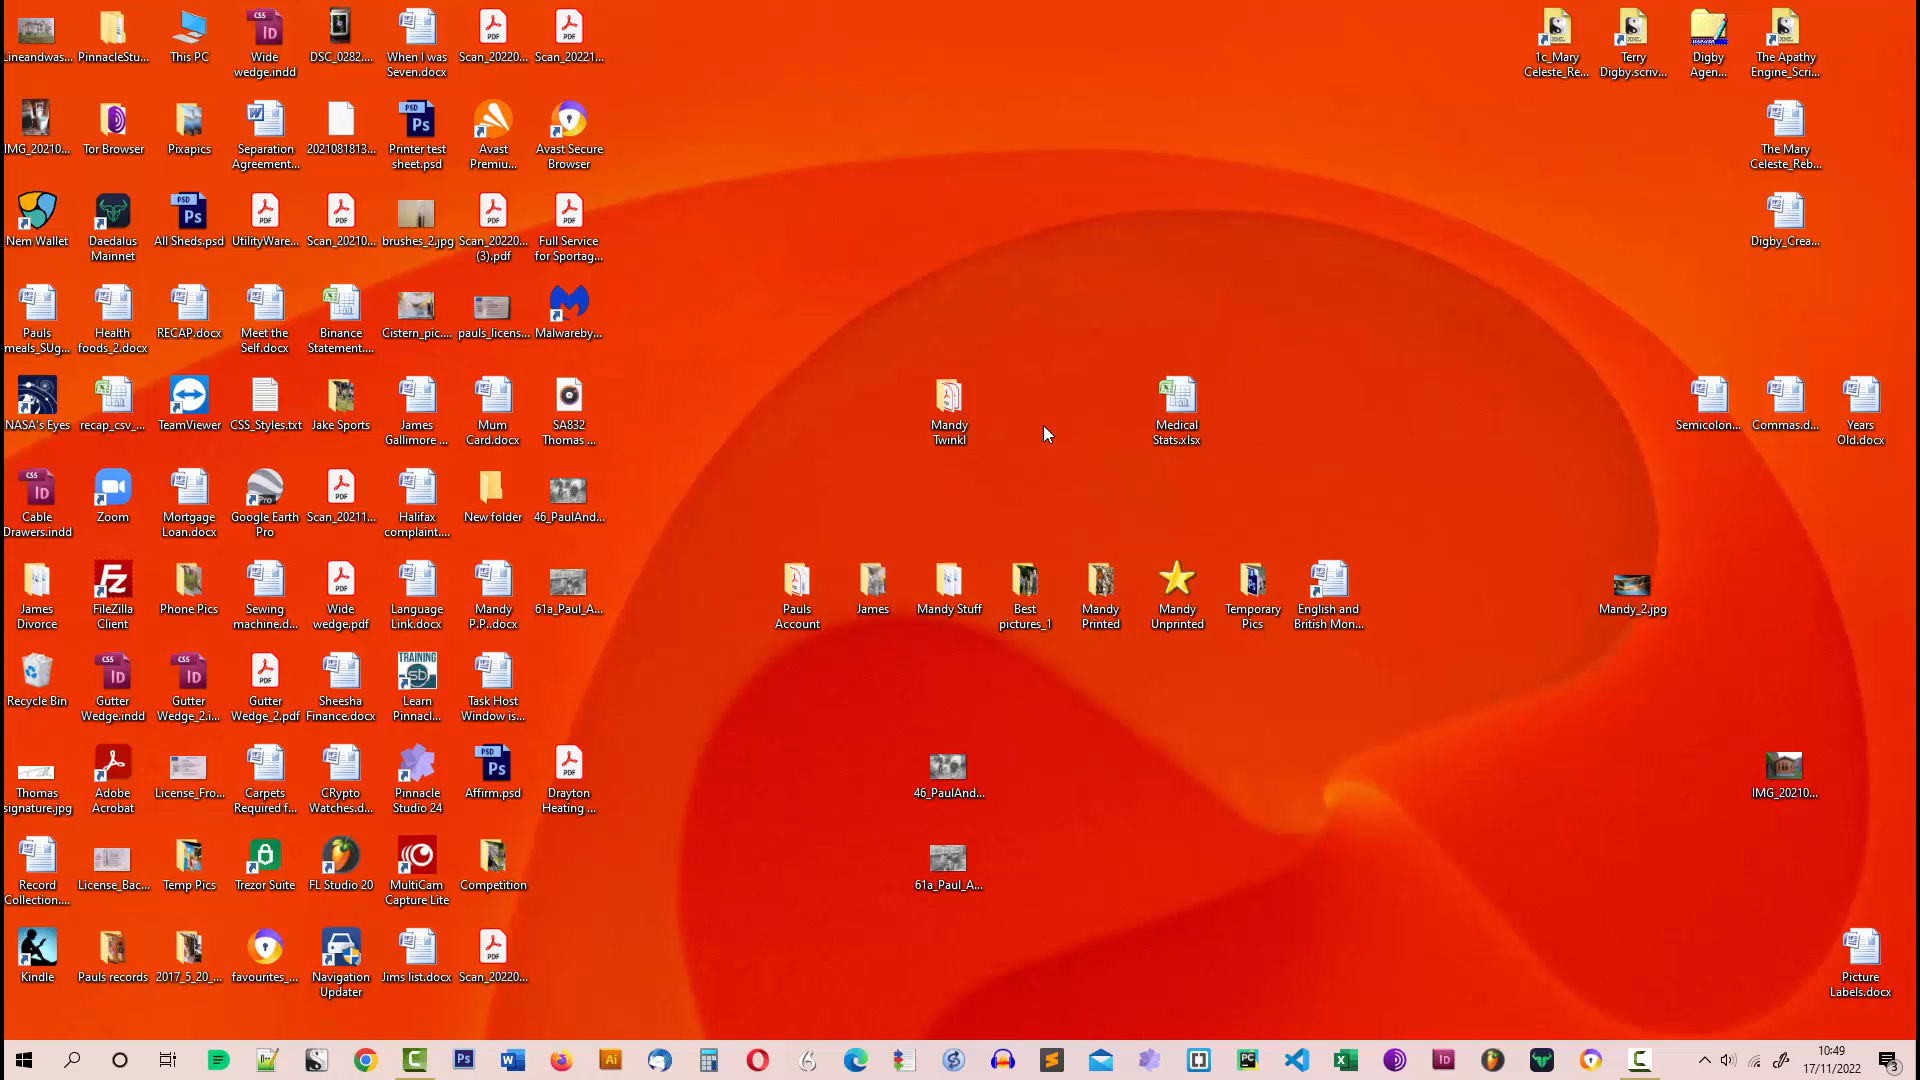 Lineandwas...
PinnacleStu...
This PC
Wide
wedge.indd
DSC_0282....
When I was
Seven.docx
Scan_20220...
Scan_20221...
1c_Mary
Celeste_Re...
Terry
Digby.scriv...
Digby
Agen...
The Apathy
Engine_Scri...
IMG_20210...
Tor Browser
Pixapics
Separation
Agreement...
2021081813...
Printer test
sheet.psd
Avast
Premiu...
Avast Secure
Browser
The Mary
Celeste_Reb...
Nem Wallet
Daedalus
Mainnet
All Sheds.psd
UtilityWare...
Scan_20210...
brushes_2.jpg
Scan_20220...
(3).pdf
Full Service
for Sportag...
Digby_Crea...
Pauls
meals_SUg...
Health
foods_2.docx
RECAP.docx
Meet the
Self.docx
Binance
Statement....
Cistern_pic....
pauls_licens...
Malwareby...
NASA's Eyes
recap_csv_...
TeamViewer
CSS_Styles.txt
Jake Sports
James
Gallimore ...
Mum
Card.docx
SA832
Thomas ...
Mandy
Twinkl
Medical
Stats.xlsx
Semicolon...
Commas.d...
Years
Old.docx
Cable
Drawers.indd
Zoom
Mortgage
Loan.docx
Google Earth
Pro
Scan_20211...
Halifax
complaint....
New folder
46_PaulAnd...
James
Divorce
FileZilla
Client
Phone Pics
Sewing
machine.d...
Wide
wedge.pdf
Language
Link.docx
Mandy
P.P..docx
61a_Paul_A...
Pauls
Account
James
Mandy Stuff
Best
pictures_1
Mandy
Printed
Mandy
Unprinted
Temporary
Pics
English and
British Mon...
Mandy_2.jpg
Recycle Bin
Gutter
Wedge.indd
Gutter
Wedge_2.i...
Gutter
Wedge_2.pdf
Sheesha
Finance.docx
TRAINING
sb
Learn
Pinnacl...
Task Host
Window is...
Thomas
signature.jpg
Adobe
Acrobat
License_Fro...
Carpets
Required f...
CRypto
Watches.d...
Pinnacle
Studio 24
Affirm.psd
Drayton
Heating ...
46_PaulAnd...
IMG_20210...
Record
Collection....
License_Bac...
Temp Pics
Trezor Suite
FL Studio 20
MultiCam
Capture Lite
Competition
61a_Paul_A...
Kindle
Pauls records
2017_5_20_...
favourites_...
Navigation
Updater
Jims list.docx
Scan_20220...
Picture
Labels.docx
10:49
17/11/2022
3